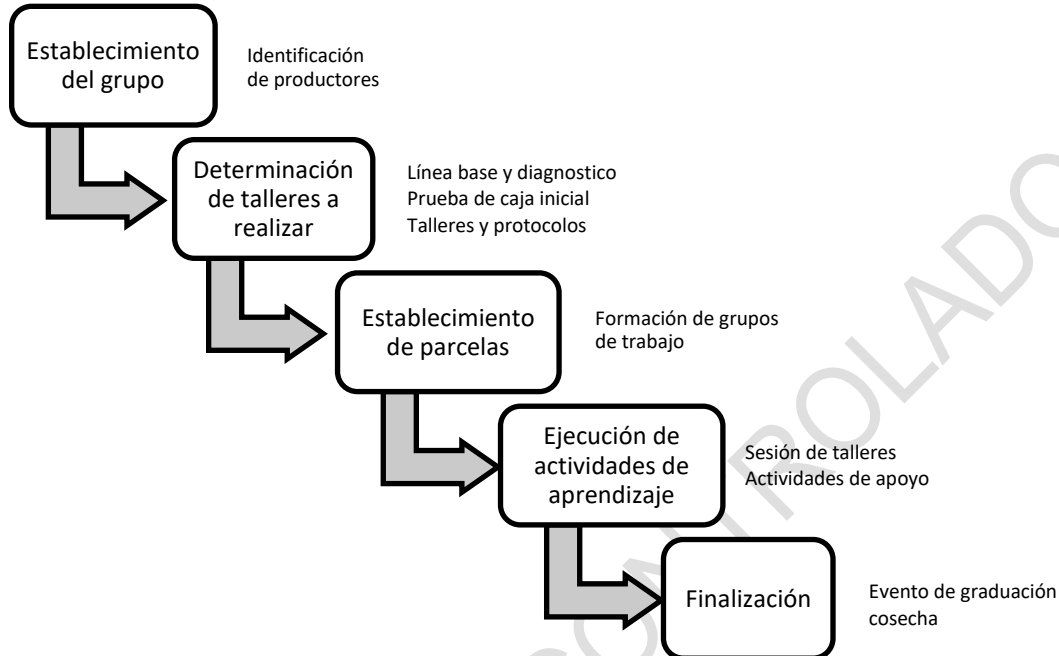 Establecimiento
del grupo
Identificación
de productores
Determinación
de talleres a
realizar
Línea base y diagnostico
Prueba de caja inicial
Talleres y protocolos
Establecimiento
de parcelas
Formación de grupos
de trabajo
Ejecución de
actividades de
aprendizaje
Sesión de talleres
Actividades de apoyo
Finalización
Evento de graduación
cosecha
CONTROLADO